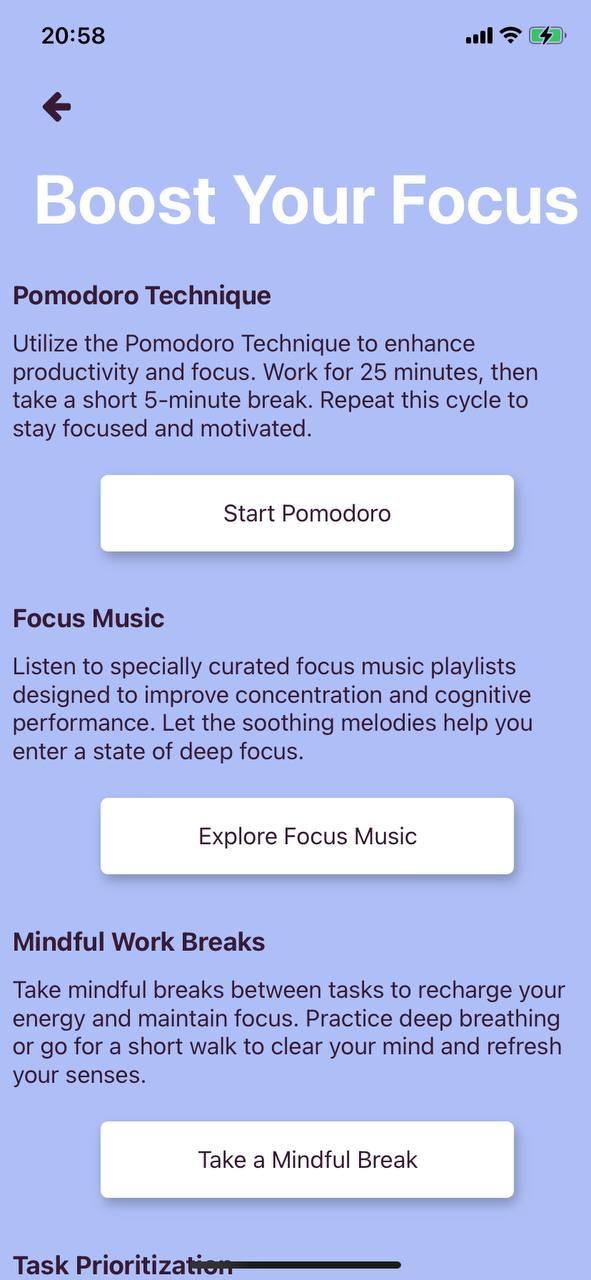 20:58
Boost Your Focus
Pomodoro Technique
Utilize the Pomodoro Technique to enhance
productivity and focus. Work for 25 minutes, then
take a short 5-minute break. Repeat this cycle to
stay focused and motivated.
Start Pomodoro
Focus Music
Listen to specially curated focus music playlists
designed to improve concentration and cognitive
performance. Let the soothing melodies help you
enter a state of deep focus.
Explore Focus Music
Mindful Work Breaks
Take mindful breaks between tasks to recharge your
energy and maintain focus. Practice deep breathing
or go for a short walk to clear your mind and refresh
your senses.
Take a Mindful Break
Task Prioritization